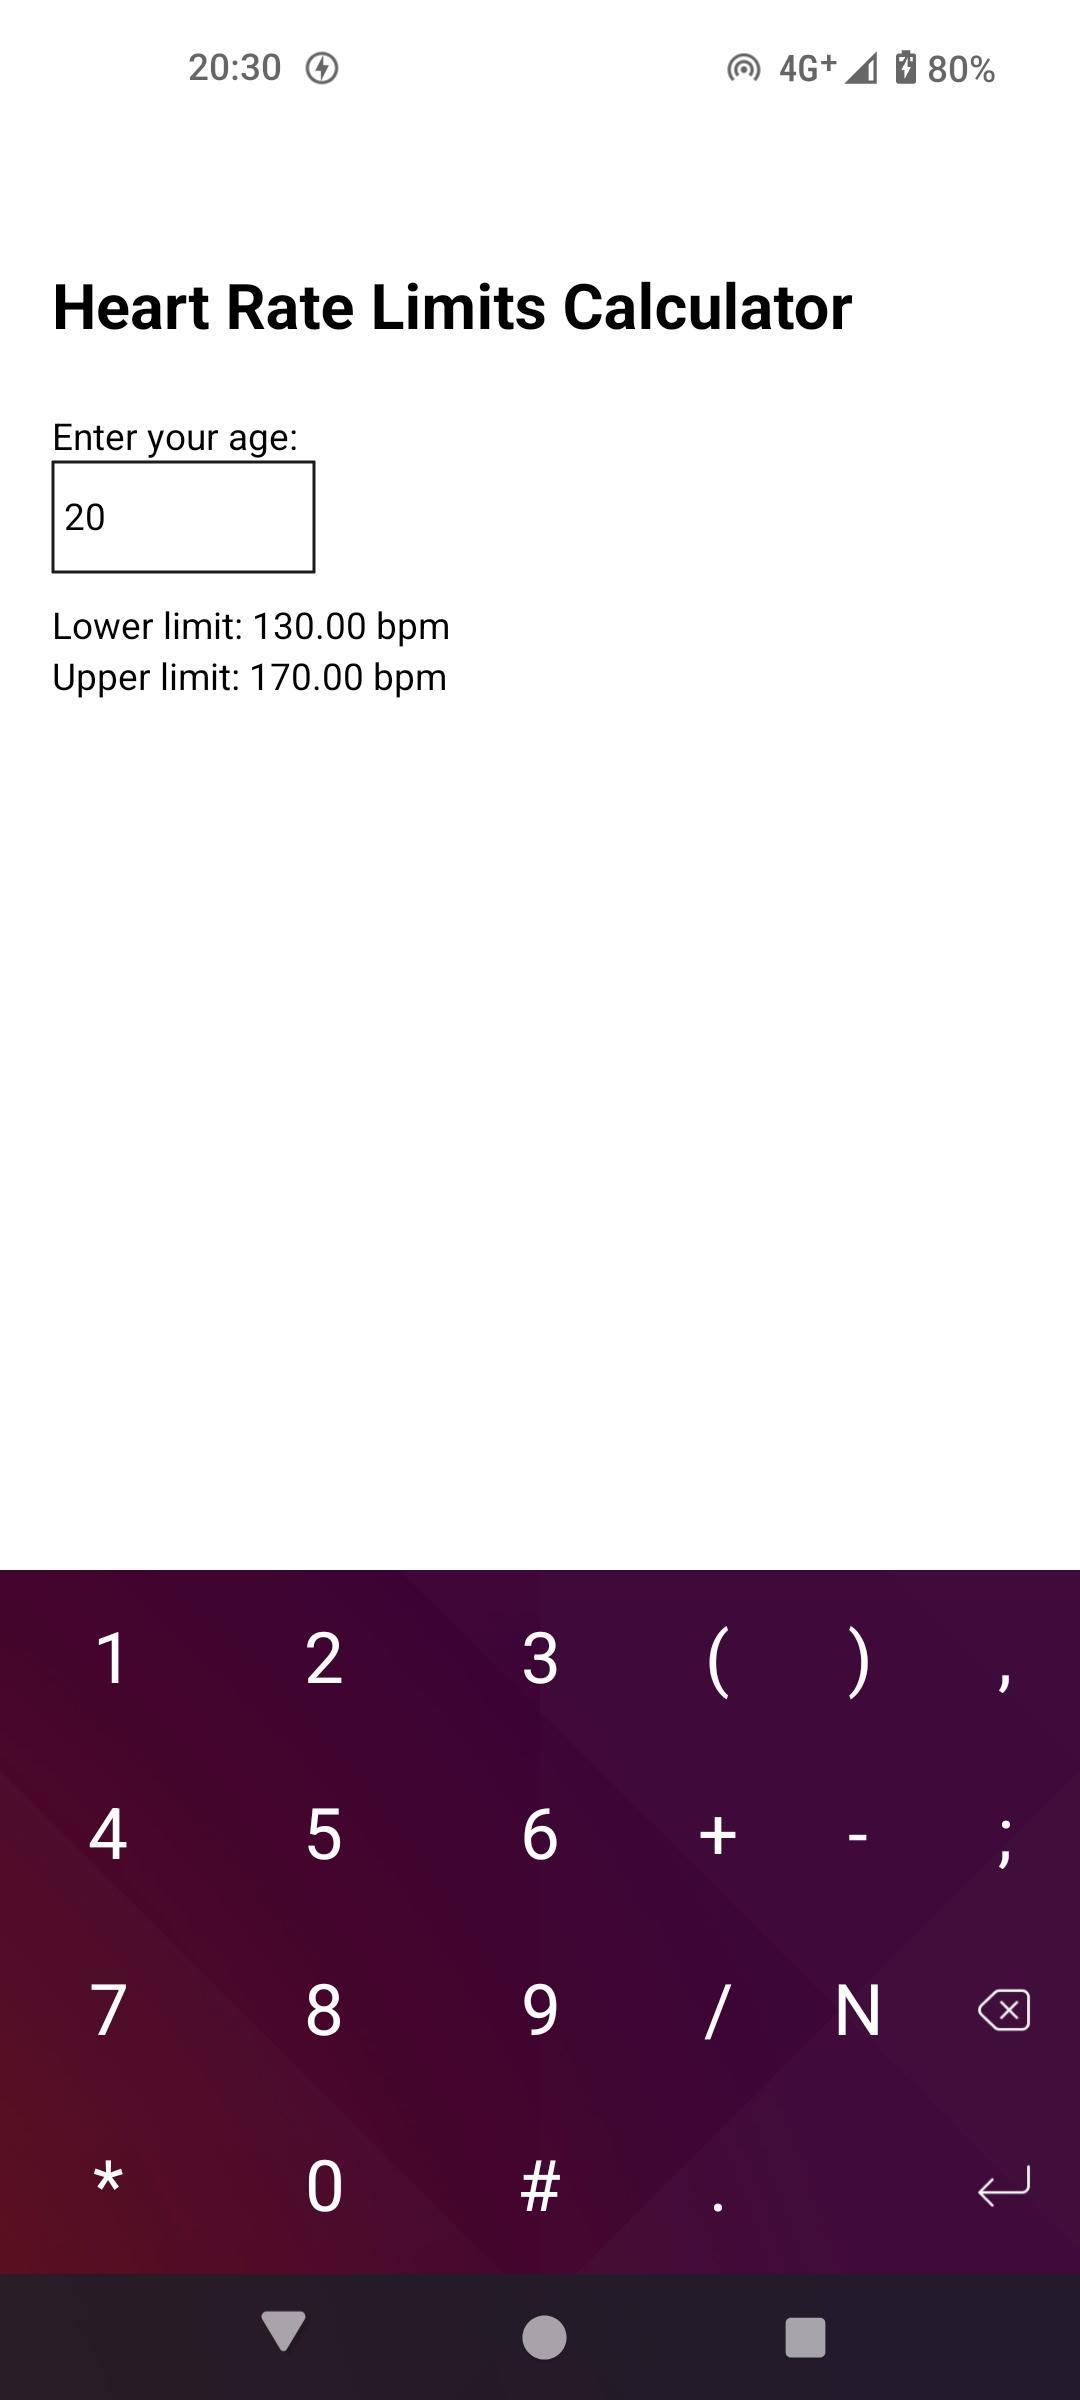 20:30 4G+ 80%
Heart Rate Limits Calculator
Enter your age:
20
Lower limit: 130.00 bpm
Upper limit: 170.00 bpm
1 2 3 ( ) ,
4 5 6 + - ;
7 8 9 / N
* 0 # .